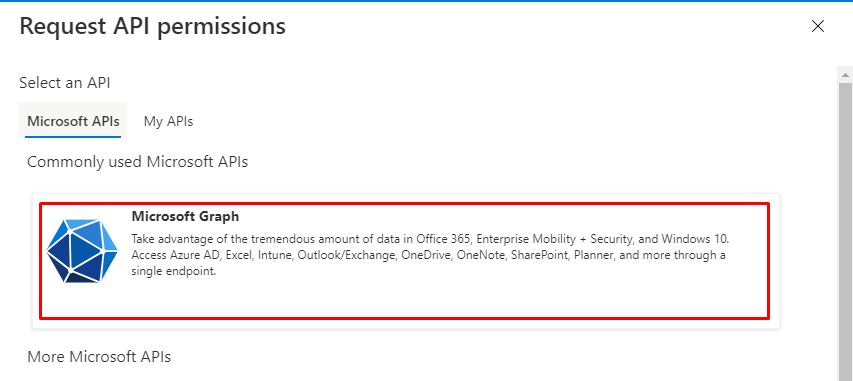 Request API permissions
Select an API
Microsoft APIs My APIs
Commonly used Microsoft APIs
Microsoft Graph
Take advantage of the tremendous amount of data in Office 365, Enterprise Mobility + Security, and Windows 10.
Access Azure AD, Excel, Intune, Outlook/Exchange, OneDrive, OneNote, SharePoint, Planner, and more through a
single endpoint.
More Microsoft APIs